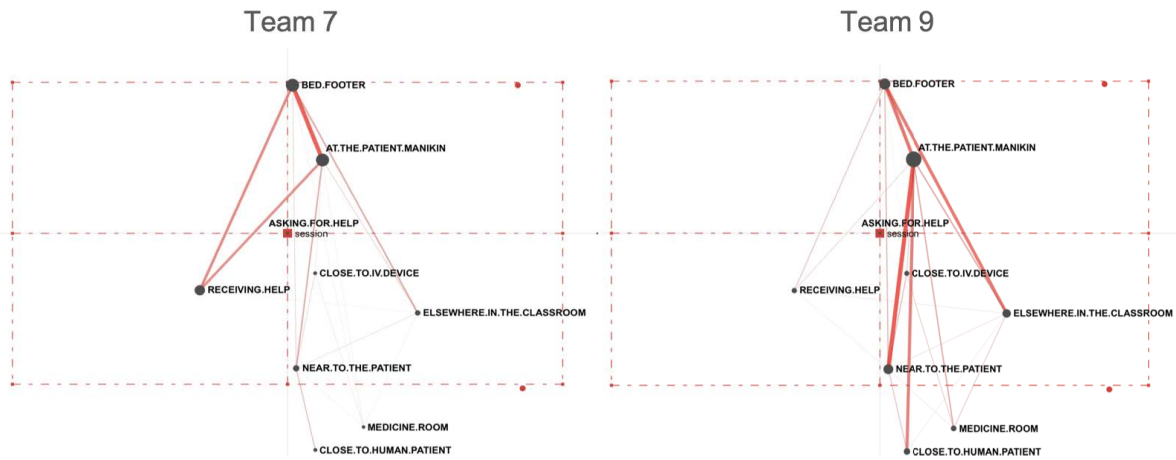 Team 7
Team 9
BED.FOOTER
AT.THE.PATIENT.MANIKIN
ASKING.FOR.HELP
session
CLOSE.TO.IV.DEVICE
RECEIVING.HELP
ELSEWHERE.IN.THE.CLASSROOM
NEAR.TO.THE.PATIENT
MEDICINE.ROOM
CLOSE.TO.HUMAN.PATIENT
BED.FOOTER
AT.THE.PATIENT.MANIKIN
ASKING.FOR.HELP
session
CLOSE.TO.IV.DEVICE
RECEIVING.HELP
ELSEWHERE.IN.THE.CLASSROOM
NEAR.TO.THE.PATIENT
MEDICINE.ROOM
CLOSE.TO.HUMAN.PATIENT